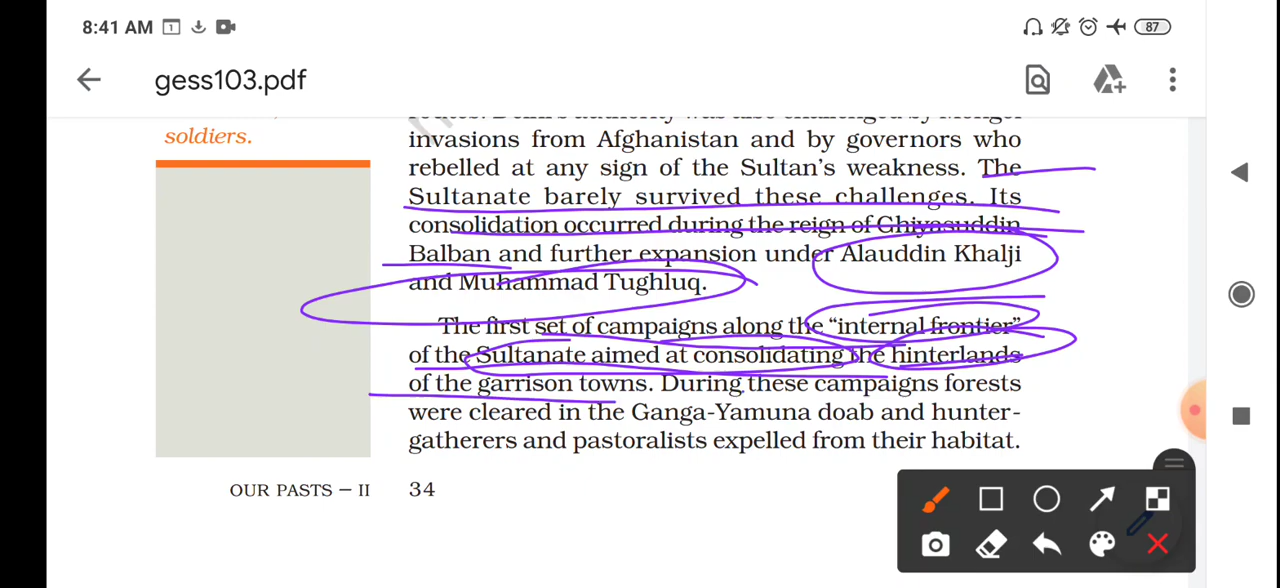 8:41 AM
1
87
gess103.pdf
soldiers.
invasions from Afghanistan and by governors who
rebelled at any sign of the Sultan's weakness. The
Sultanate barely survived these challenges. Its
consolidation occurred during the reign of Ghiyasuddin
Balban and further expansion under Alauddin Khalji
and Muhammad Tughluq.
The first set of campaigns along the “internal frontier”
of the Sultanate aimed at consolidating the hinterlands
of the garrison towns. During these campaigns forests
were cleared in the Ganga-Yamuna doab and hunter-
gatherers and pastoralists expelled from their habitat.
OUR PASTS – II 34